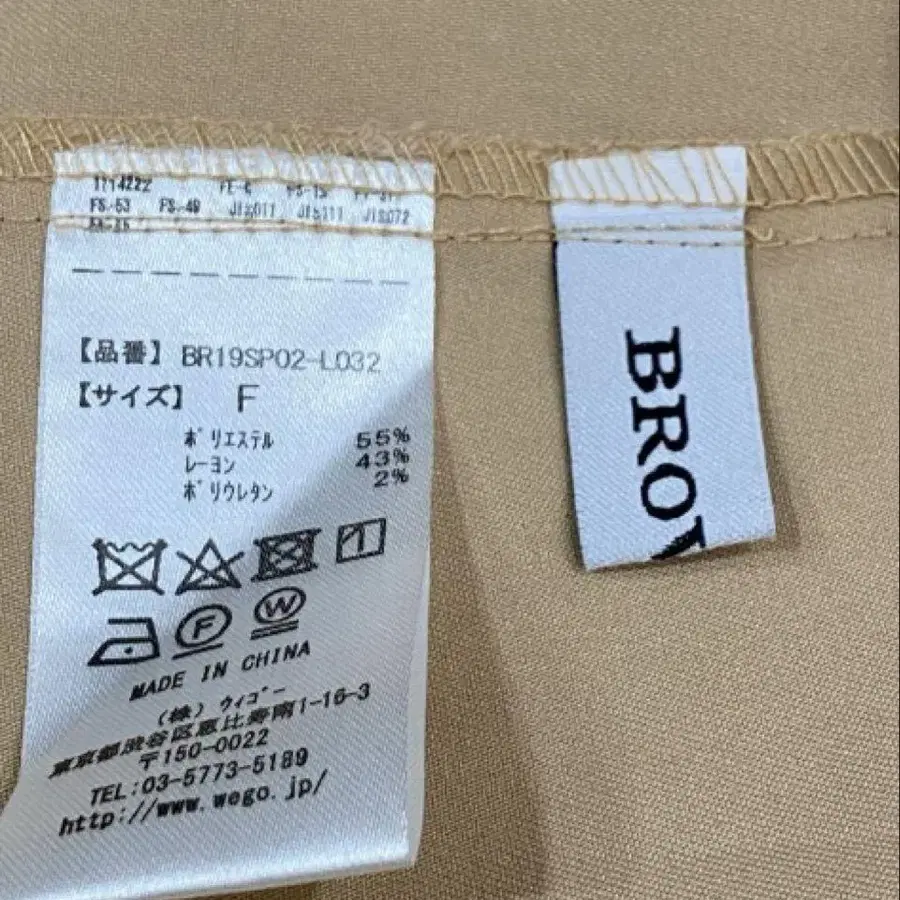 1114222
FS-53 FS-49 JIS011 JIS111 JIS072
【品番】 BR19SP02-L032
【サイズ】 F
ﾎﾟﾘｴｽﾃﾙ 55%
ﾚｰﾖﾝ 43%
ﾎﾟﾘｳﾚﾀﾝ 2%
F W
MADE IN CHINA
(株) ｳｨｺﾞｰ
東京都渋谷区恵比寿南1-16-3
〒150-0022
TEL:03-5773-5189
http://www.wego.jp/
BROW